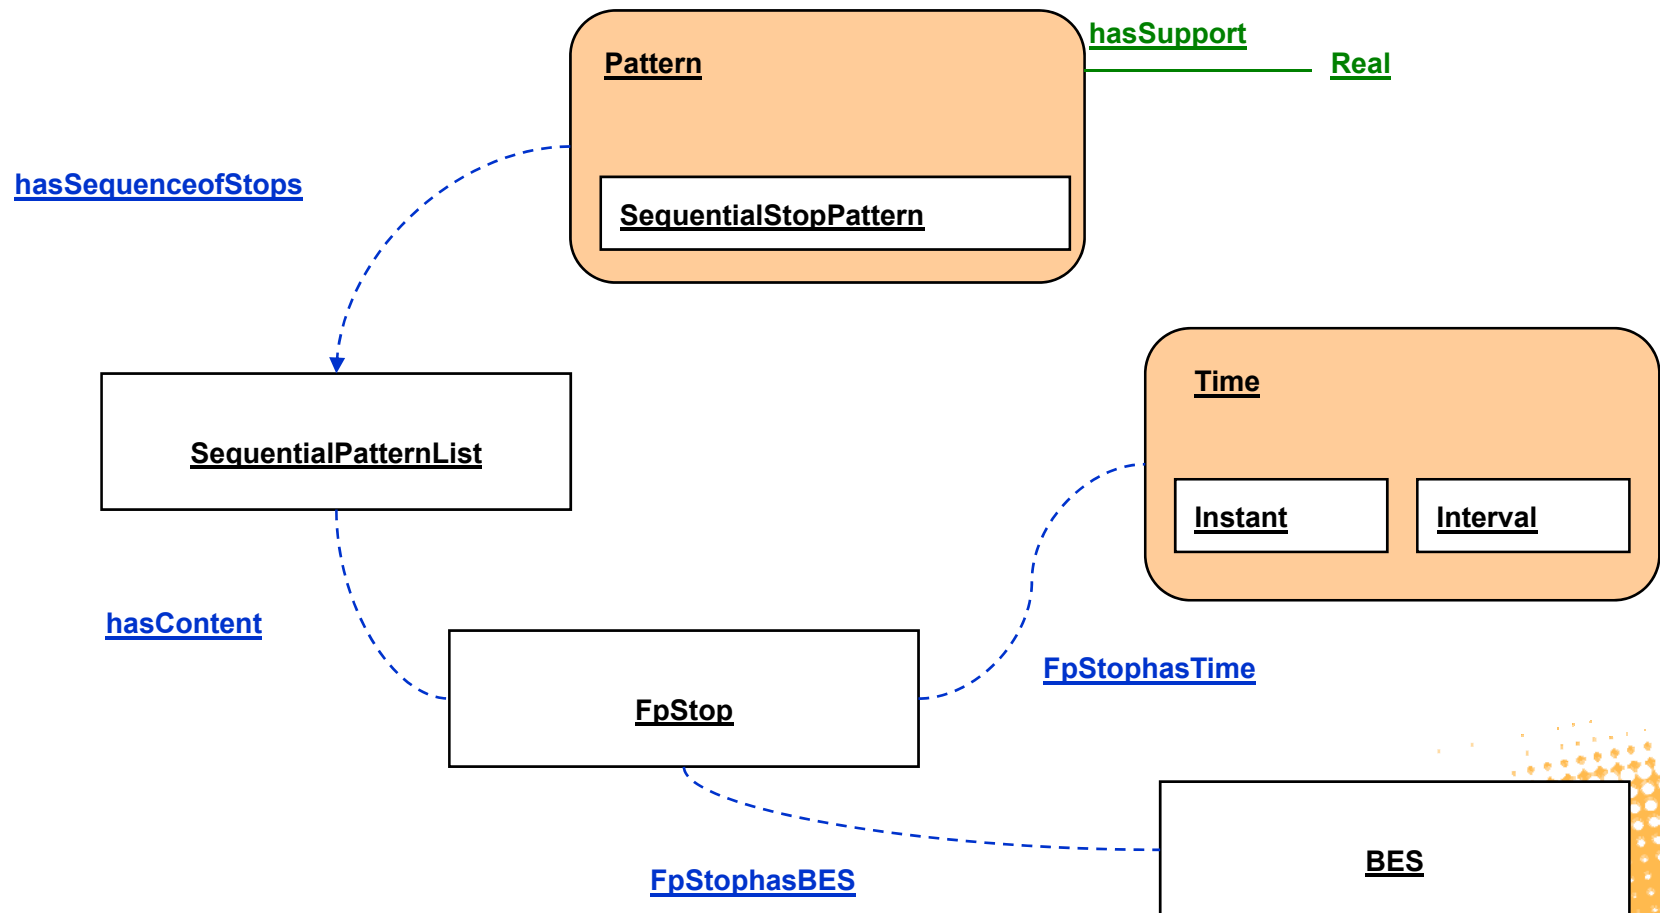 hasSupport
Pattern
Real
hasSequenceofStops
SequentialStopPattern
Time
SequentialPatternList
Instant
Interval
hasContent
FpStophasTime
FpStop
BES
FpStophasBES